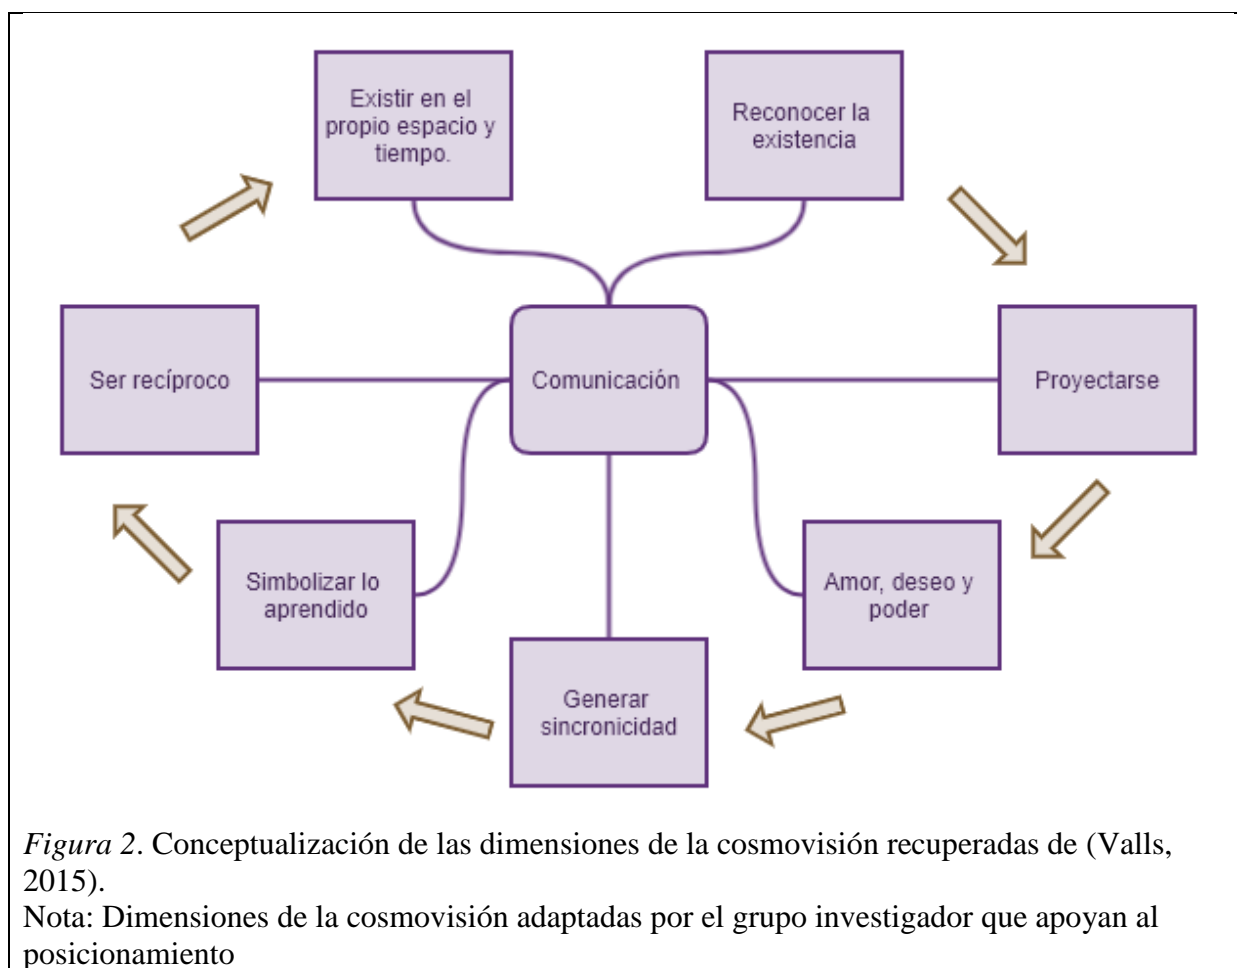 Existir en el
propio espacio y
tiempo.
Reconocer la
existencia
Ser recíproco
Comunicación
Proyectarse
Simbolizar lo
aprendido
Amor, deseo y
poder
Generar
sincronicidad
Figura 2. Conceptualización de las dimensiones de la cosmovisión recuperadas de (Valls,
2015).
Nota: Dimensiones de la cosmovisión adaptadas por el grupo investigador que apoyan al
posicionamiento